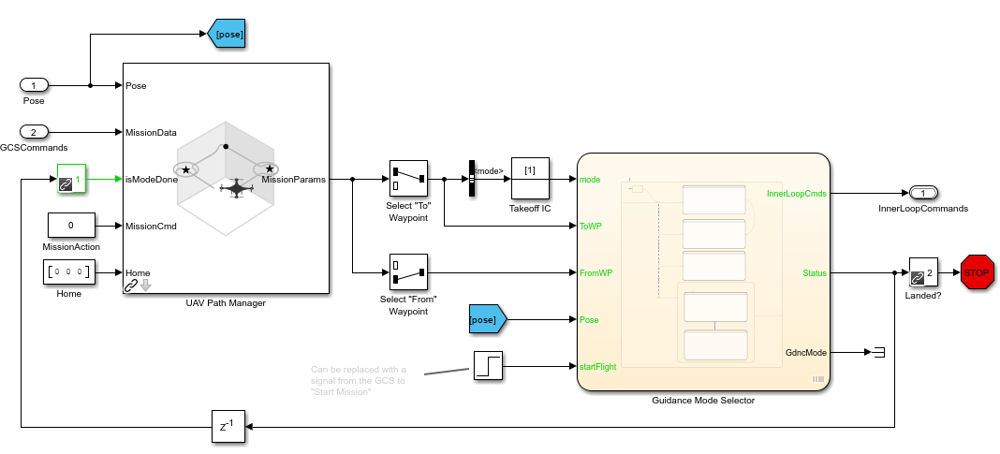 [pose]
1
Pose
Pose
2
GCSCommands
MissionData
1
isModeDone
MissionParams
0
MissionAction
MissionCmd
[0 0 0]
Home
Home
UAV Path Manager
Select "To"
Waypoint
<mode>
[1]
Takeoff IC
Select "From"
Waypoint
[pose]
Can be replaced with a
signal from the GCS to
"Start Mission"
mode
ToWP
FromWP
Pose
startFlight
InnerLoopCmds
Status
GdncMode
Guidance Mode Selector
1
InnerLoopCommands
2
Landed?
STOP
Z-1